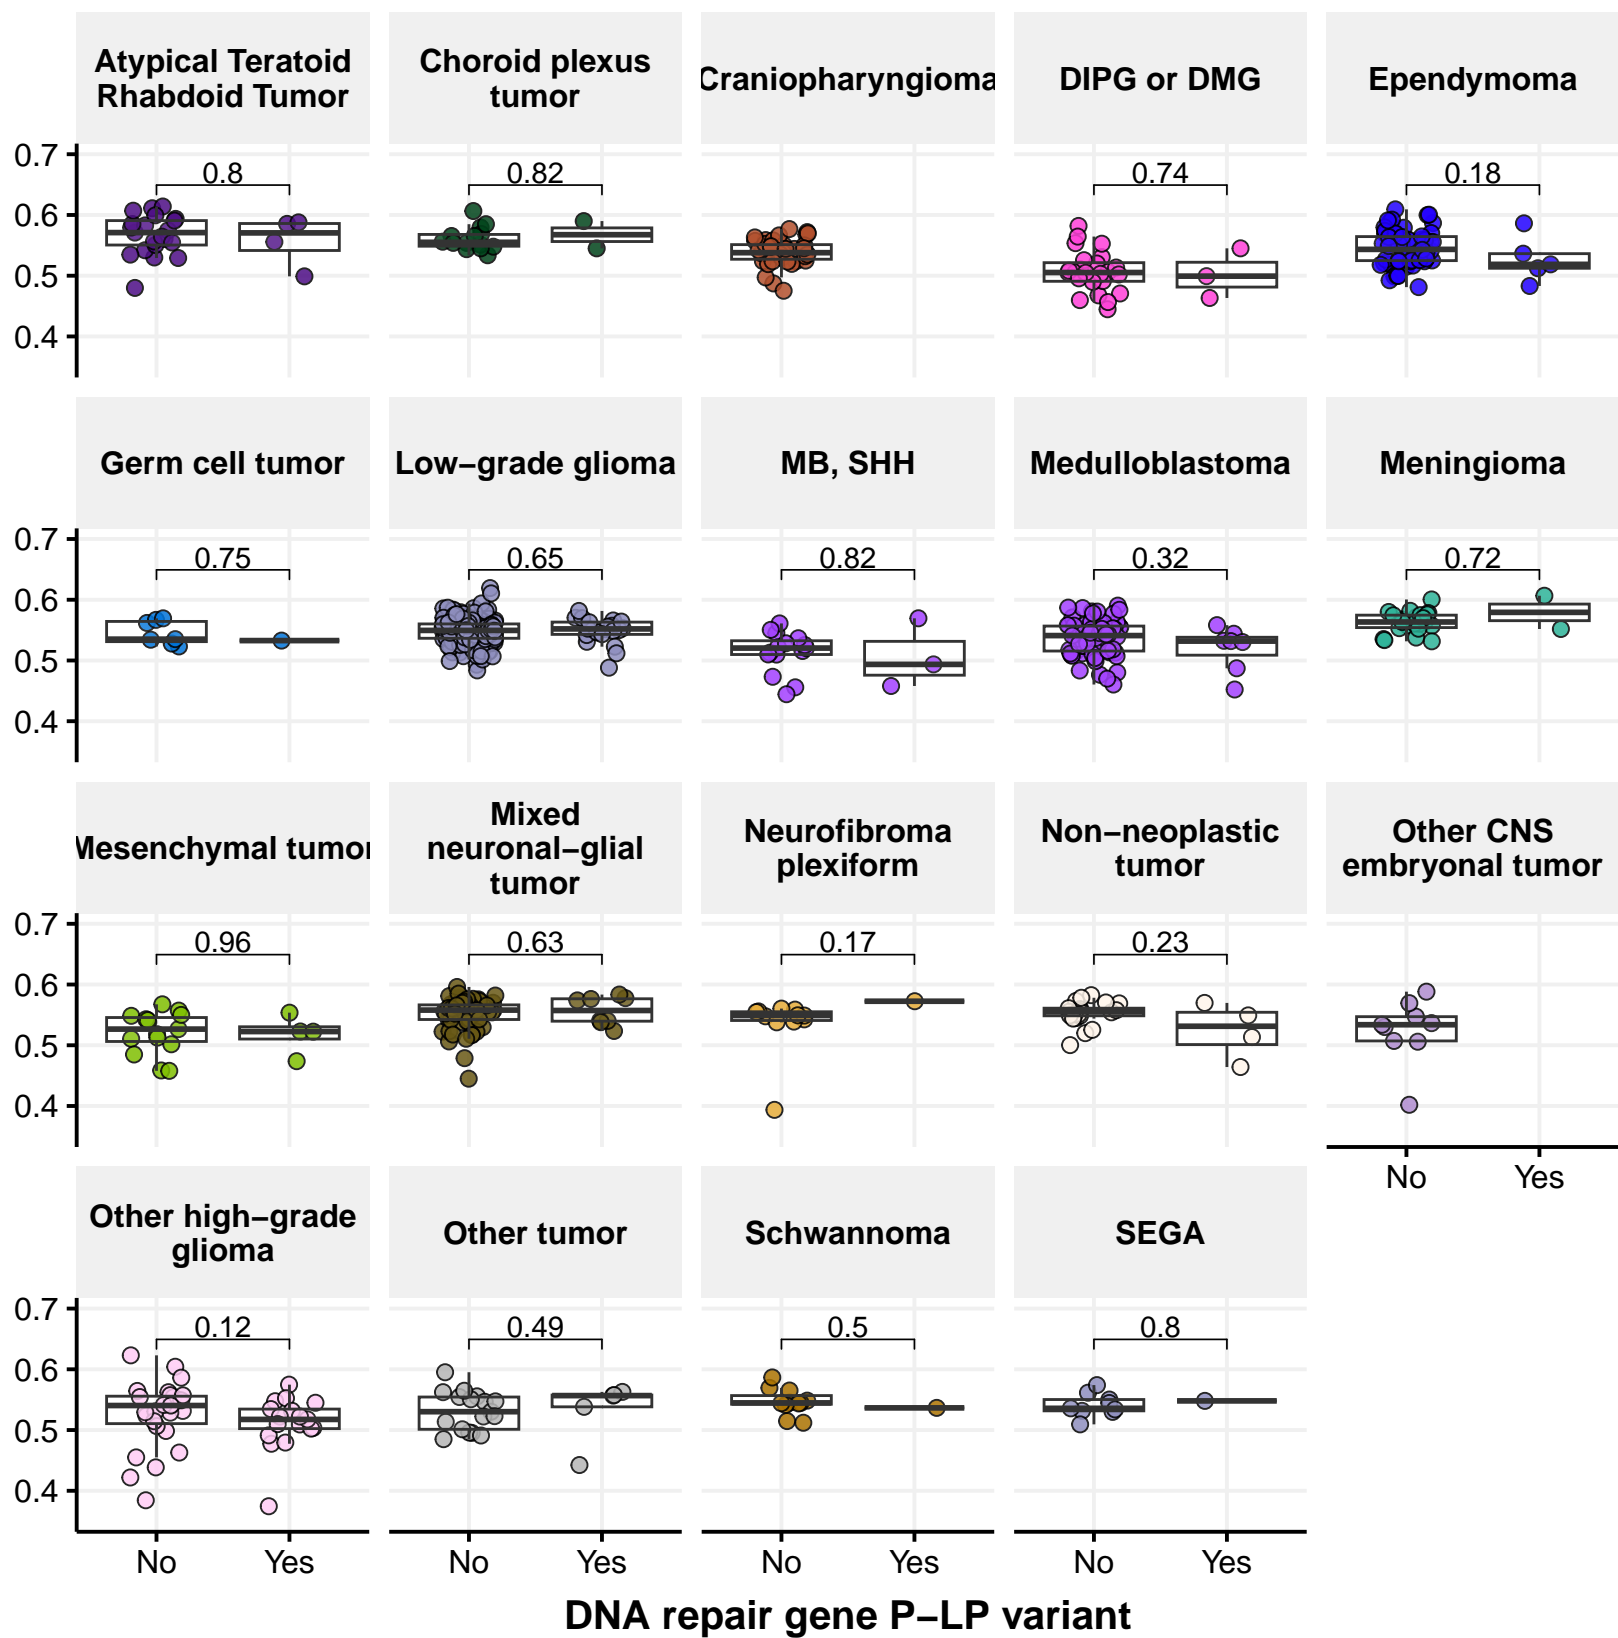 Atypical Teratoid
Rhabdoid Tumor
Choroid plexus
tumor
Craniopharyngioma
DIPG or DMG
Ependymoma
0.7
0.6
0.5
0.4
0.8
0.82
0.74
0.18
Germ cell tumor
Low−grade glioma
MB, SHH
Medulloblastoma
Meningioma
0.7
0.6
0.5
0.4
0.75
0.65
0.82
0.32
0.72
Mesenchymal tumor
Mixed
neuronal−glial
tumor
Neurofibroma
plexiform
Non−neoplastic
tumor
Other CNS
embryonal tumor
0.7
0.6
0.5
0.4
0.96
0.63
0.17
0.23
No
Yes
Other high−grade
glioma
Other tumor
Schwannoma
SEGA
0.7
0.6
0.5
0.4
0.12
0.49
0.5
0.8
No
Yes
No
Yes
No
Yes
No
Yes
DNA repair gene P−LP variant